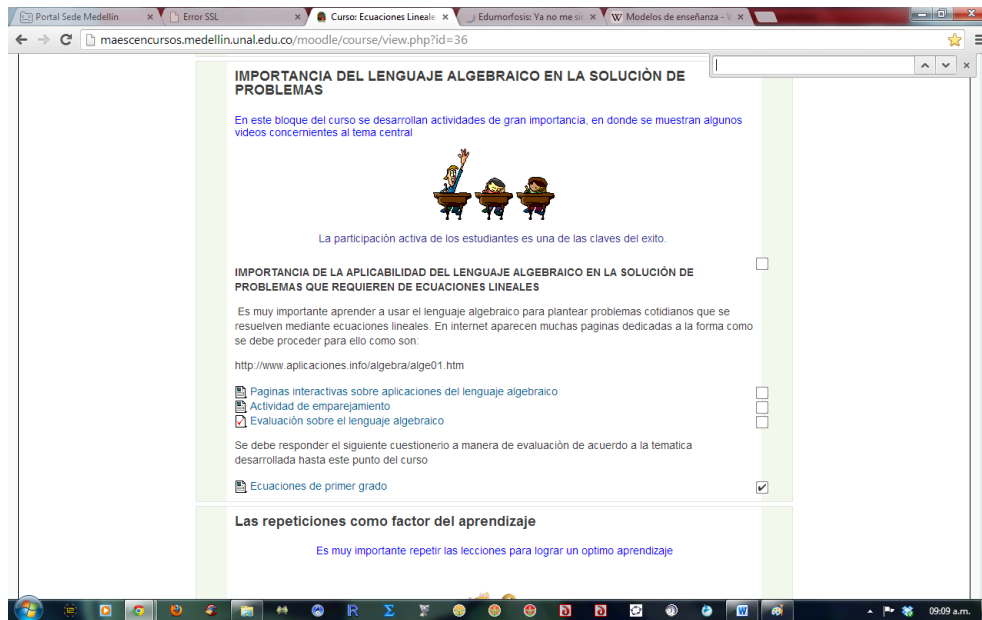 Portal Sede Medellín
Error SSL
Curso: Ecuaciones Lineale
Edumorfosis: Ya no me sir
Modelos de enseñanza - V
maescencursos.medellin.unal.edu.co/moodle/course/view.php?id=36
IMPORTANCIA DEL LENGUAJE ALGEBRAICO EN LA SOLUCIÒN DE
PROBLEMAS
En este bloque del curso se desarrollan actividades de gran importancia, en donde se muestran algunos
videos concernientes al tema central
La participaciòn activa de los estudiantes es una de las claves del exito.
IMPORTANCIA DE LA APLICABILIDAD DEL LENGUAJE ALGEBRAICO EN LA SOLUCIÒN DE
PROBLEMAS QUE REQUIEREN DE ECUACIONES LINEALES
Es muy importante aprender a usar el lenguaje algebraico para plantear problemas cotidianos que se
resuelven mediante ecuaciones lineales. En internet aparecen muchas paginas dedicadas a la forma como
se debe proceder para ello como son:
http://www.aplicaciones.info/algebra/alge01.htm
Paginas interactivas sobre aplicaciones del lenguaje algebraico
Actividad de emparejamiento
Evaluaciòn sobre el lenguaje algebraico
Se debe responder el siguiente cuestionerio a manera de evaluaciòn de acuerdo a la tematica
desarrollada hasta este punto del curso
Ecuaciones de primer grado
Las repeticiones como factor del aprendizaje
Es muy importante repetir las lecciones para lograr un optimo aprendizaje
09:09 a.m.